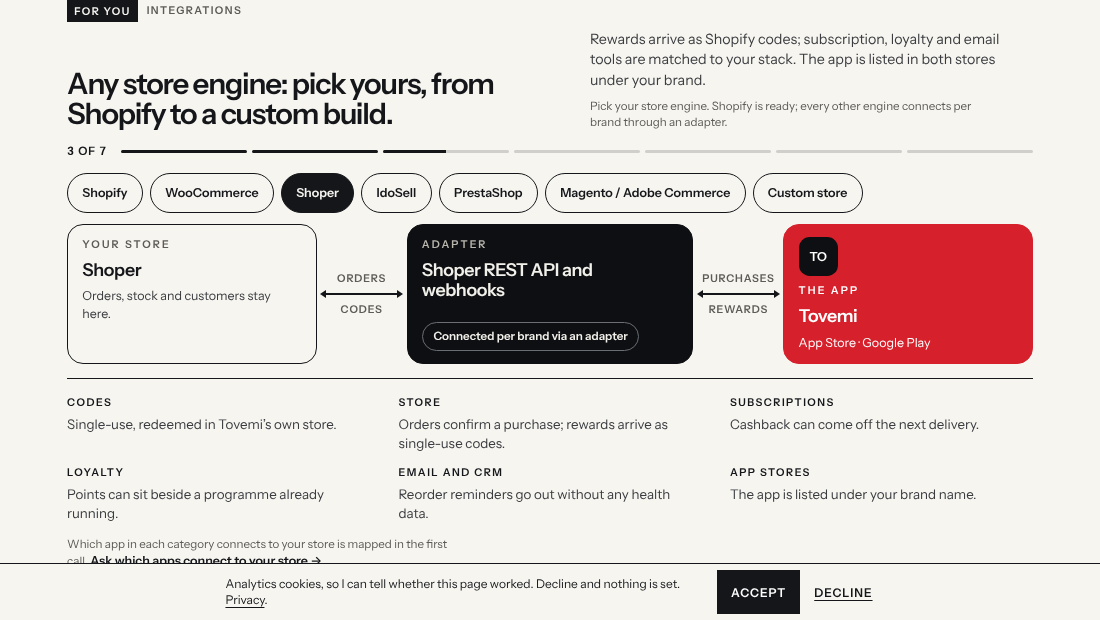 FOR YOU INTEGRATIONS
Any store engine: pick yours, from
Shopify to a custom build.
Rewards arrive as Shopify codes; subscription, loyalty and email
tools are matched to your stack. The app is listed in both stores
under your brand.
Pick your store engine. Shopify is ready; every other engine connects per
brand through an adapter.
3 OF 7
Shopify WooCommerce Shoper IdoSell PrestaShop Magento / Adobe Commerce Custom store
YOUR STORE
Shoper
Orders, stock and customers stay
here.
ORDERS
CODES
ADAPTER
Shoper REST API and
webhooks
Connected per brand via an adapter
PURCHASES
REWARDS
TO
THE APP
Tovemi
App Store · Google Play
CODES
Single-use, redeemed in Tovemi's own store.
STORE
Orders confirm a purchase; rewards arrive as
single-use codes.
SUBSCRIPTIONS
Cashback can come off the next delivery.
LOYALTY
Points can sit beside a programme already
running.
EMAIL AND CRM
Reorder reminders go out without any health
data.
APP STORES
The app is listed under your brand name.
Which app in each category connects to your store is mapped in the first
call. Ask which apps connect to your store →
Analytics cookies, so I can tell whether this page worked. Decline and nothing is set.
Privacy.
ACCEPT DECLINE